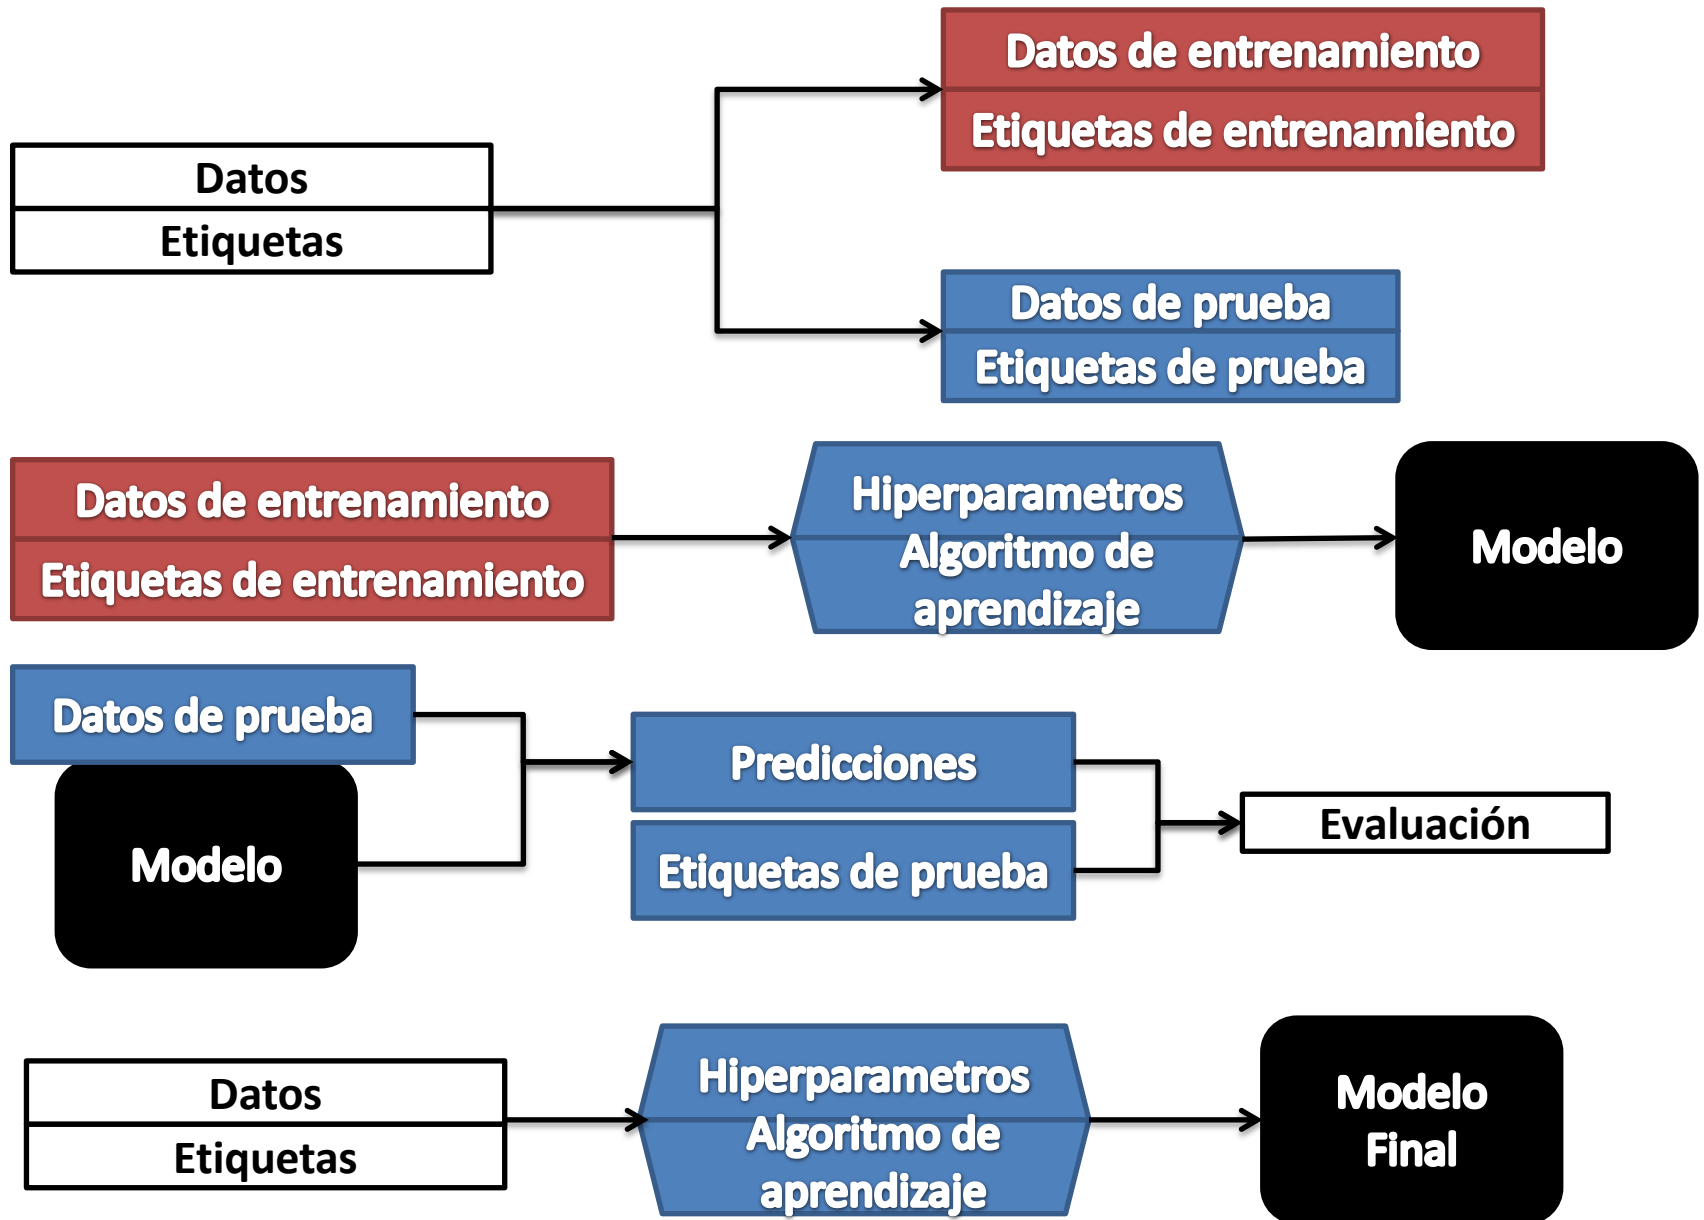 Datos de entrenamiento
Etiquetas de entrenamiento
Datos
Etiquetas
Datos de prueba
Etiquetas de prueba
Datos de entrenamiento
Etiquetas de entrenamiento
Hiperparametros
Algoritmo de
aprendizaje
Modelo
Datos de prueba
Modelo
Predicciones
Etiquetas de prueba
Evaluación
Datos
Etiquetas
Hiperparametros
Algoritmo de
aprendizaje
Modelo
Final